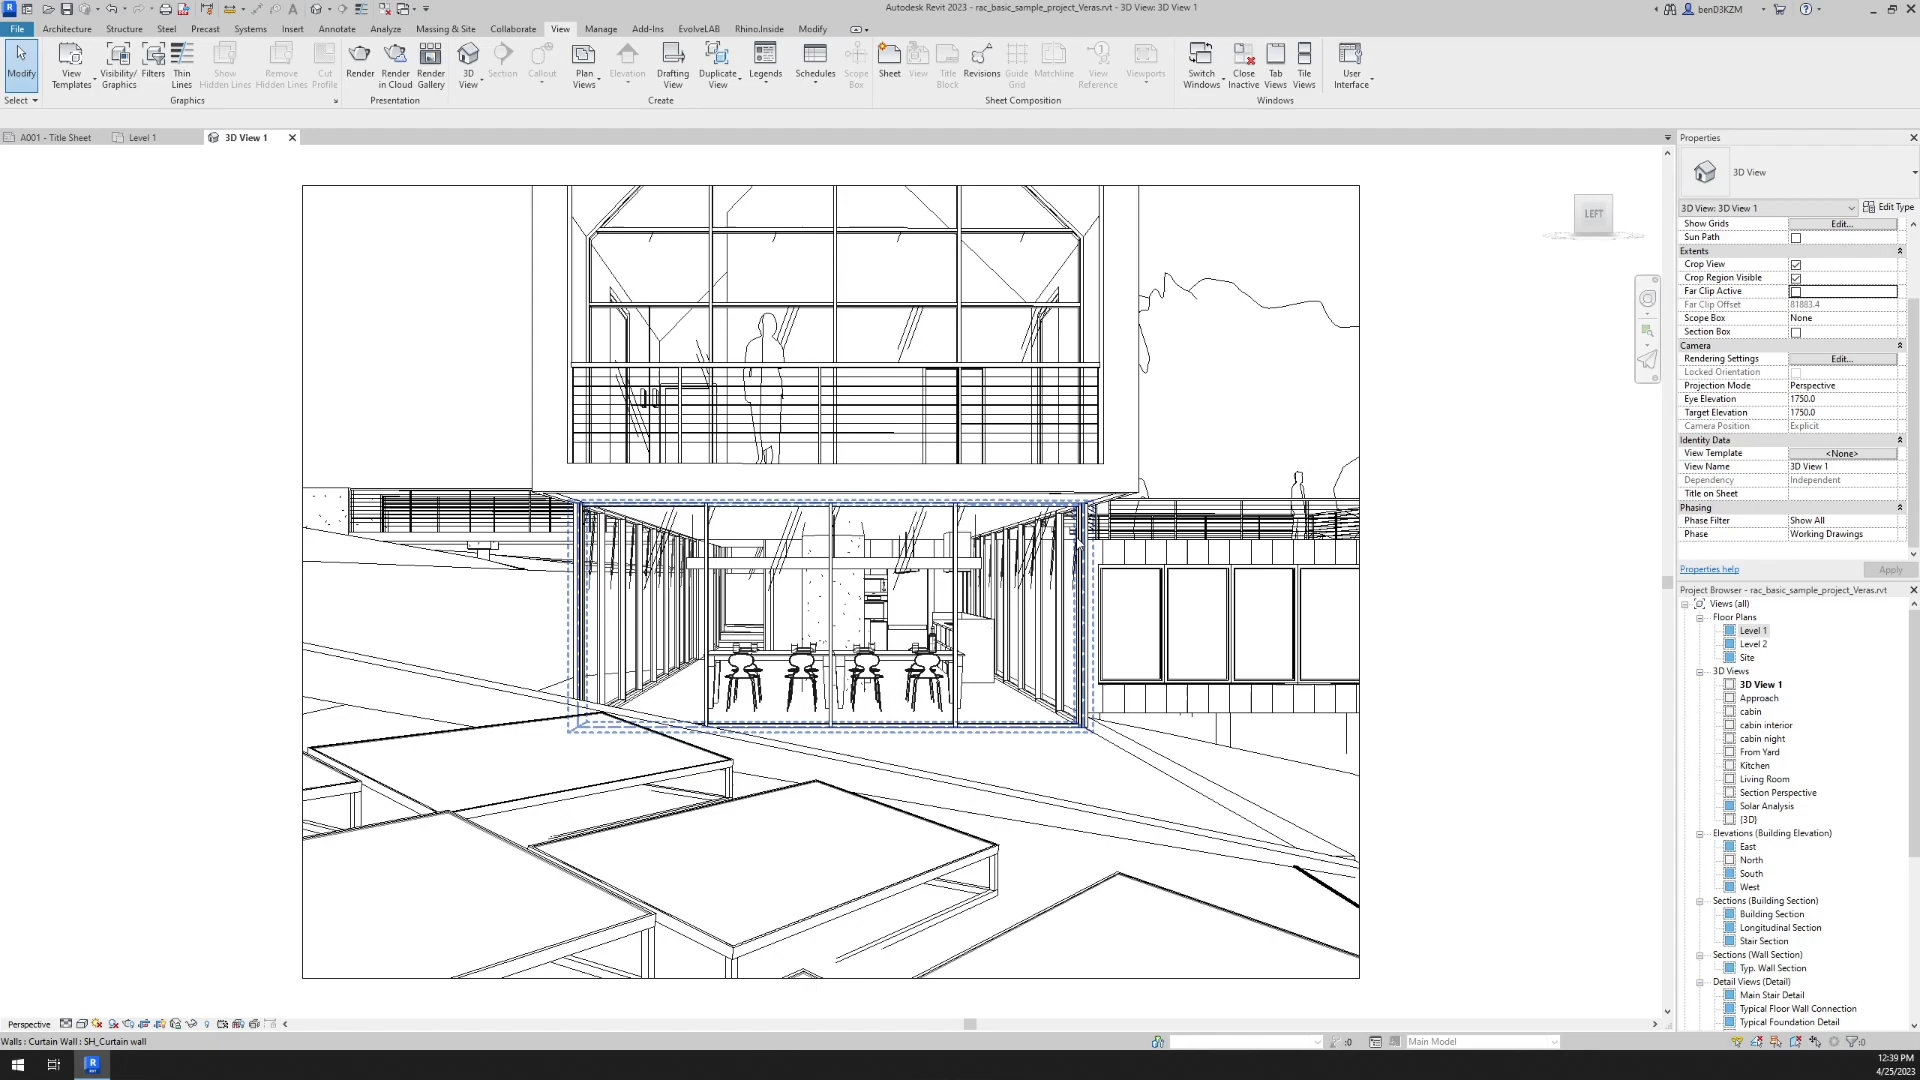 Autodesk Revit 2023 - rac_basic_sample_project_Veras.rvt - 3D View: 3D View 1
benD3KZM
File Architecture Structure Steel Precast Systems Insert Annotate Analyze Massing & Site Collaborate View Manage Add-Ins EvolveLAB Rhino.Inside Modify
Modify
View Templates
Visibility/ Graphics
Filters
Thin Lines
Show Hidden Lines
Remove Hidden Lines
Cut Profile
Render
Render in Cloud
Render Gallery
3D View
Section
Callout
Plan Views
Elevation
Drafting View
Duplicate View
Legends
Schedules
Scope Box
Sheet
View
Title Block
Revisions
Guide Grid
Matchline
View Reference
Viewports
Switch Windows
Close Inactive
Tab Views
Tile Views
User Interface
Select
Graphics
Presentation
Create
Sheet Composition
Windows
A001 - Title Sheet
Level 1
3D View 1
LEFT
Properties
3D View
3D View: 3D View 1
Edit Type
Show Grids Edit...
Sun Path
Extents
Crop View
Crop Region Visible
Far Clip Active
Far Clip Offset 81883.4
Scope Box None
Section Box
Camera
Rendering Settings Edit...
Locked Orientation
Projection Mode Perspective
Eye Elevation 1750.0
Target Elevation 1750.0
Camera Position Explicit
Identity Data
View Template <None>
View Name 3D View 1
Dependency Independent
Title on Sheet
Phasing
Phase Filter Show All
Phase Working Drawings
Properties help
Apply
Project Browser - rac_basic_sample_project_Veras.rvt
Views (all)
Floor Plans
Level 1
Level 2
Site
3D Views
3D View 1
Approach
cabin
cabin interior
cabin night
From Yard
Kitchen
Living Room
Section Perspective
Solar Analysis
{3D}
Elevations (Building Elevation)
East
North
South
West
Sections (Building Section)
Building Section
Longitudinal Section
Stair Section
Sections (Wall Section)
Typ. Wall Section
Detail Views (Detail)
Main Stair Detail
Typical Floor Wall Connection
Typical Foundation Detail
Perspective
Walls : Curtain Wall : SH_Curtain wall
:0
Main Model
:0
12:39 PM
4/25/2023